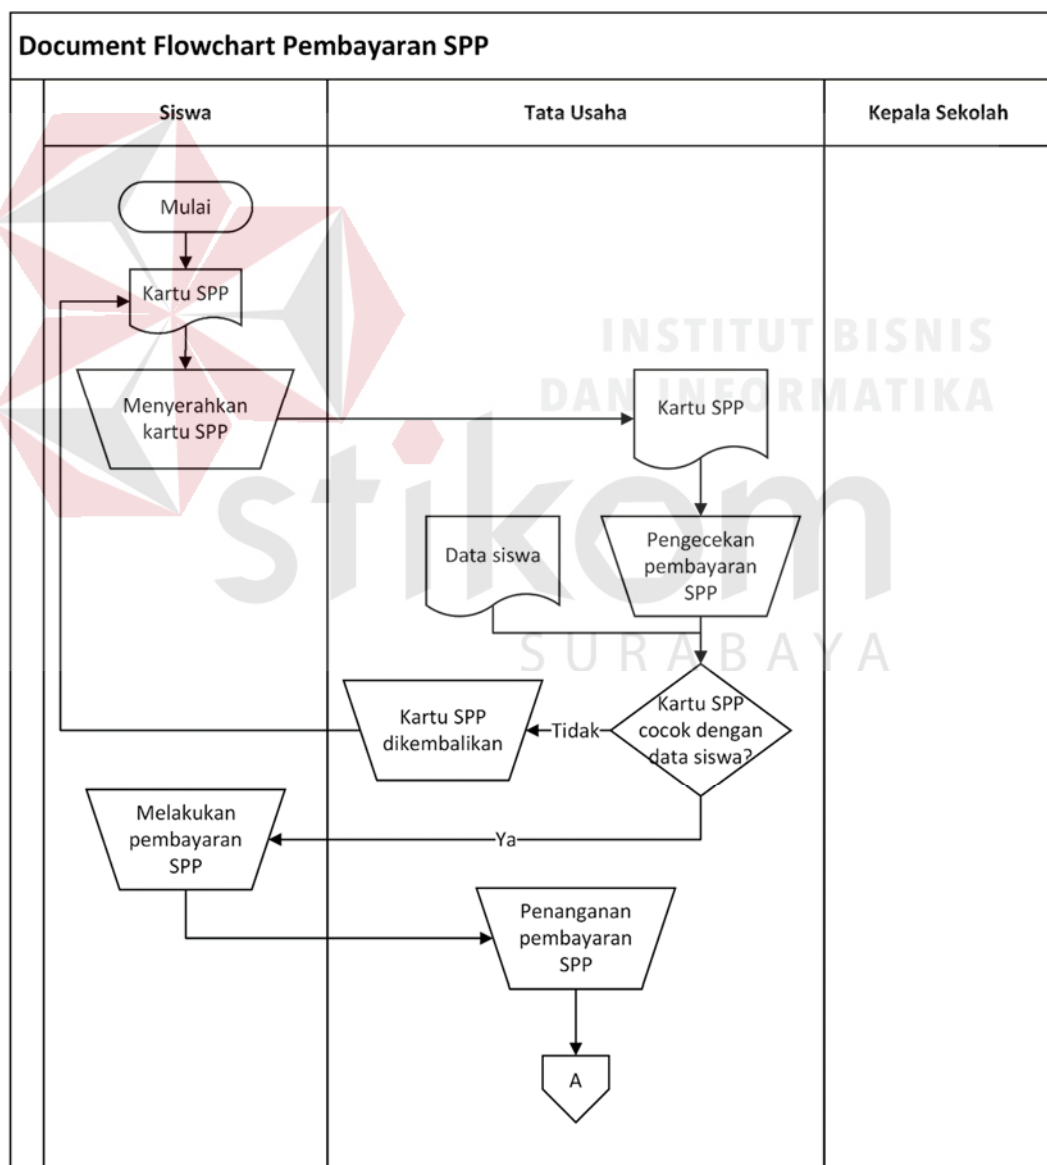 Document Flowchart Pembayaran SPP
Siswa
Tata Usaha
Kepala Sekolah
Mulai
Kartu SPP
INSTITUT BISNIS
DAN INFORMATIKA
Menyerahkan
kartu SPP
Kartu SPP
stikom
SURABAYA
Data siswa
Pengecekan
pembayaran
SPP
Kartu SPP
cocok dengan
data siswa?
Tidak
Kartu SPP
dikembalikan
Melakukan
pembayaran
SPP
Ya
Penanganan
pembayaran
SPP
A